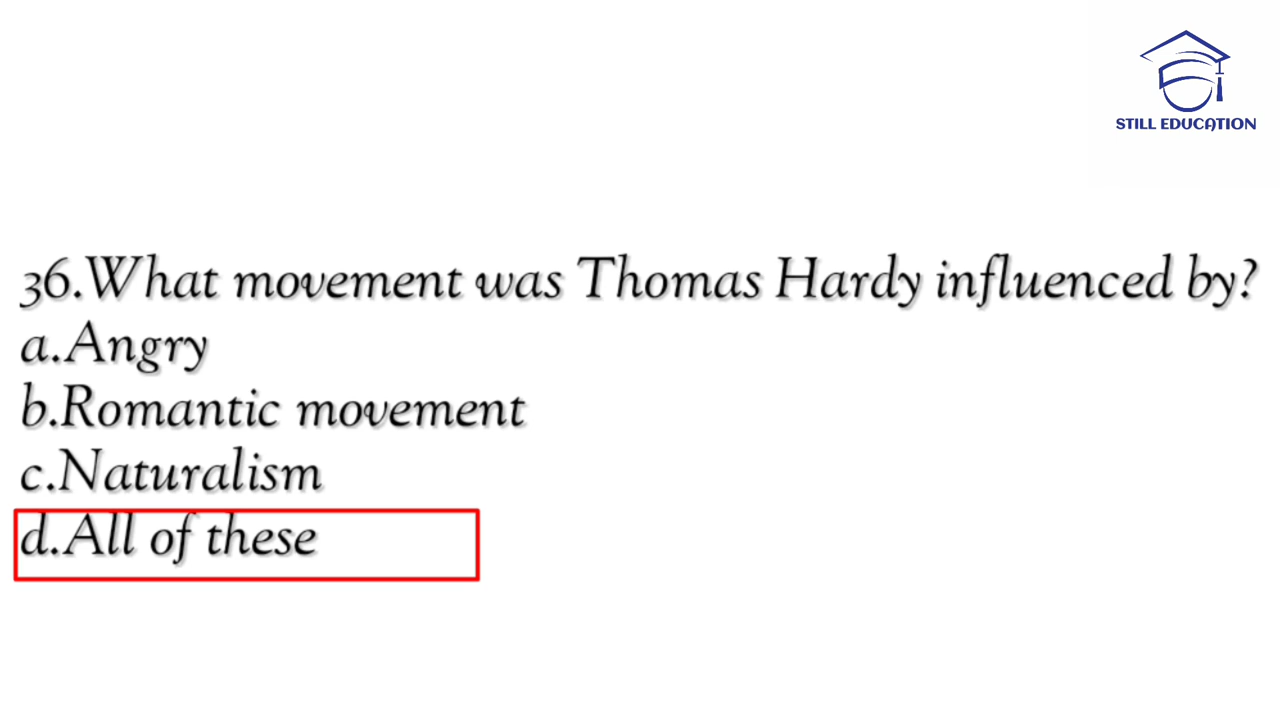 STILL EDUCATION
36.What movement was Thomas Hardy influenced by?
a.Angry
b.Romantic movement
c.Naturalism
d.All of these